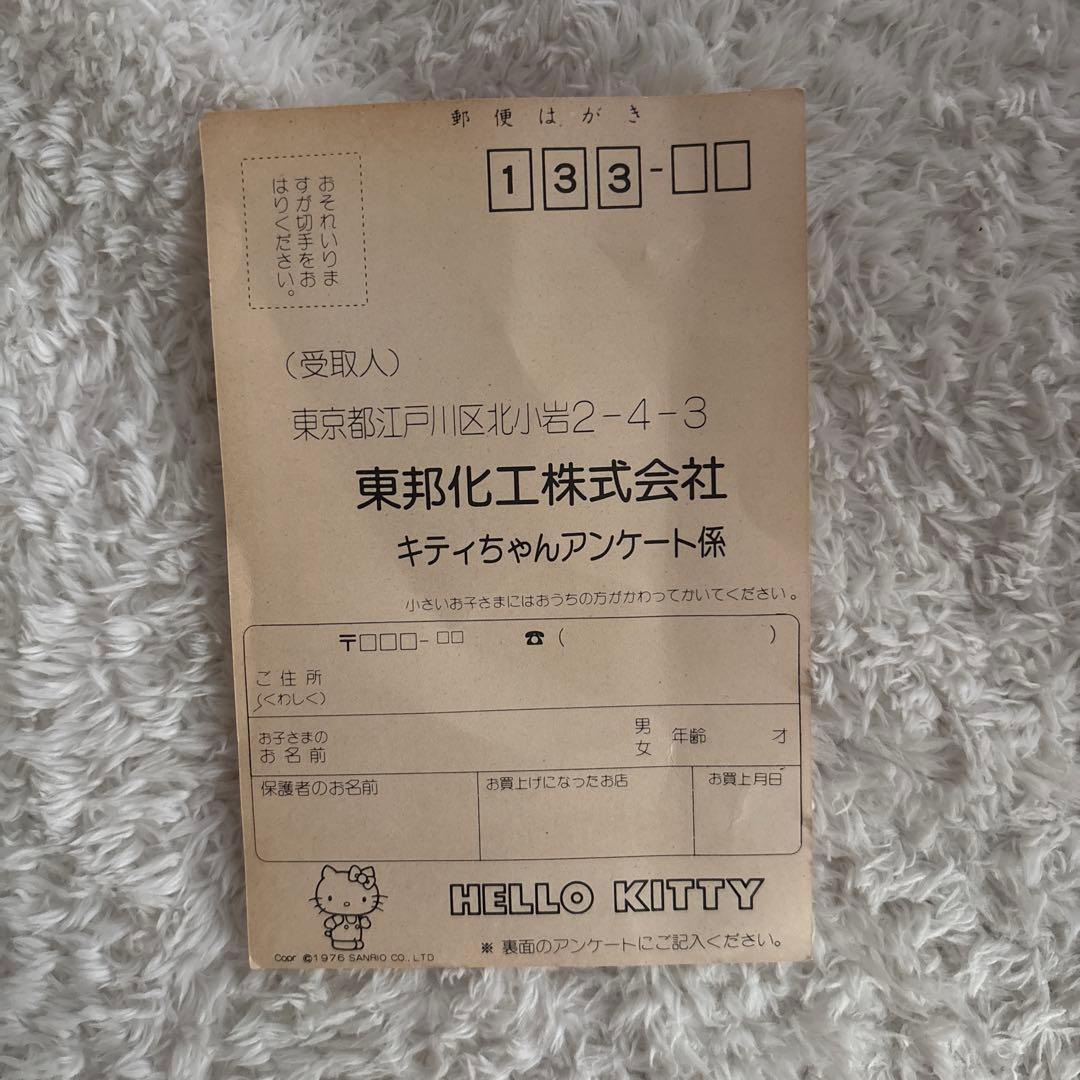 郵便はがき
133-□□
おそれいりま
すが切手をお
はりください。
(受取人)
東京都江戸川区北小岩2-4-3
東邦化工株式会社
キティちゃんアンケート係
小さいお子さまにはおうちの方がかわってかいてください。
〒□□□-□□ ☎( )
ご住所
(くわしく)
お子さまの
お名前
男
女
年齢 才
保護者のお名前
お買上げになったお店
お買上月日
HELLO KITTY
※裏面のアンケートにご記入ください。
Copr ©1976 SANRIO CO., LTD